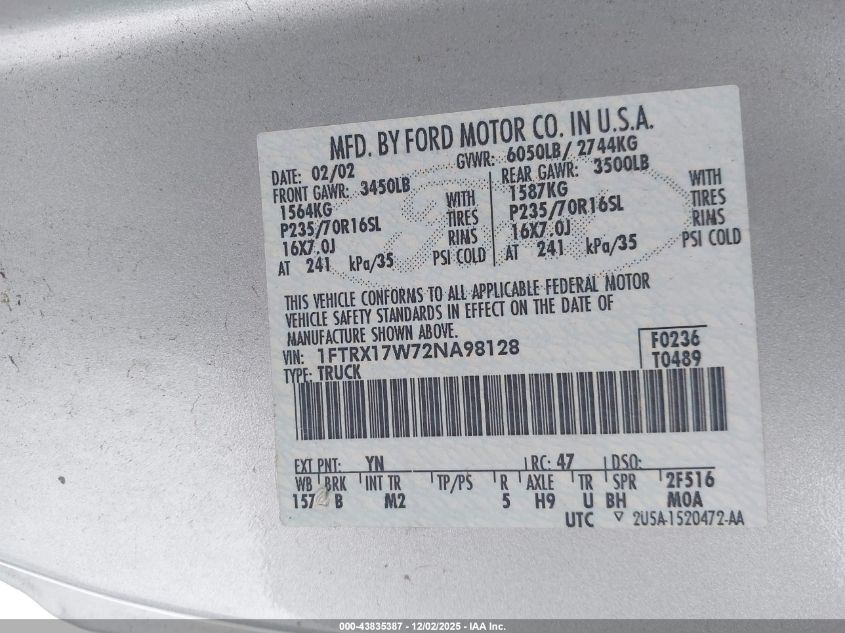 MFD. BY FORD MOTOR CO. IN U.S.A.
DATE: 02/02 GVWR: 6050LB/ 2744KG
FRONT GAWR: 3450LB REAR GAWR: 3500LB
1564KG WITH 1587KG WITH
P235/70R16SL TIRES P235/70R16SL TIRES
16X7.0J RINS 16X7.0J RINS
AT 241 kPa/35 PSI COLD AT 241 kPa/35 PSI COLD
THIS VEHICLE CONFORMS TO ALL APPLICABLE FEDERAL MOTOR
VEHICLE SAFETY STANDARDS IN EFFECT ON THE DATE OF
MANUFACTURE SHOWN ABOVE.
VIN: 1FTRX17W72NA98128 F0236
TYPE: TRUCK T0489
EXT PNT: YN RC: 47 DSO:
WB BRK INT TR TP/PS R AXLE TR SPR 2F516
B M2 5 H9 U BH MOA
UTC ▽ 2USA-1520472-AA
000-43835387 - 12/02/2025 - IAA Inc.